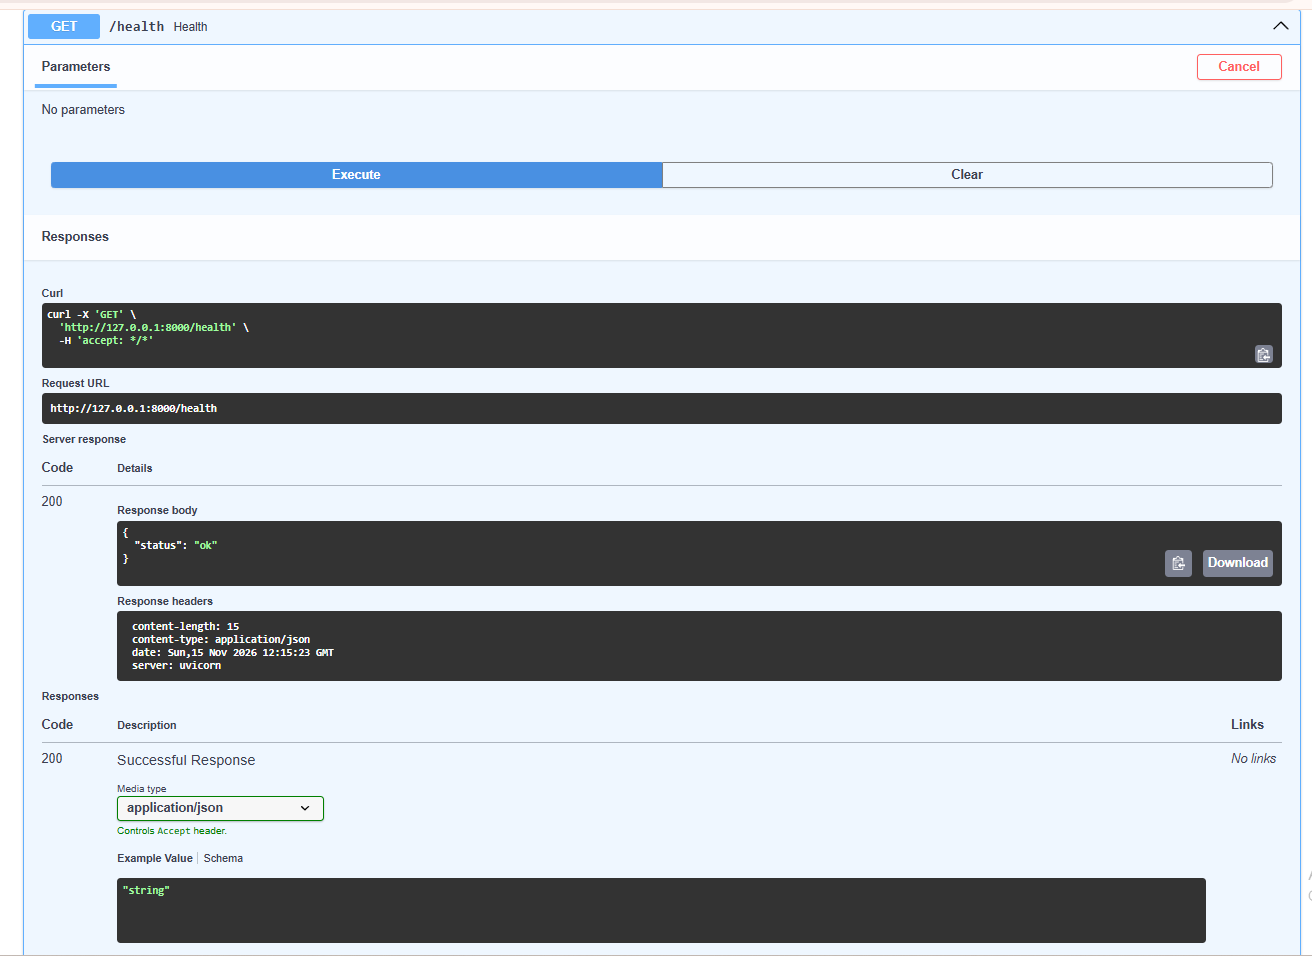 GET /health Health
Parameters
Cancel
No parameters
Execute
Clear
Responses
Curl
curl -X 'GET' \
  'http://127.0.0.1:8000/health' \
  -H 'accept: */*'
Request URL
http://127.0.0.1:8000/health
Server response
Code Details
200
Response body
{
  "status": "ok"
}
Download
Response headers
content-length: 15
content-type: application/json
date: Sun,15 Nov 2026 12:15:23 GMT
server: uvicorn
Responses
Code Description Links
200 Successful Response No links
Media type
application/json
Controls Accept header.
Example Value Schema
"string"